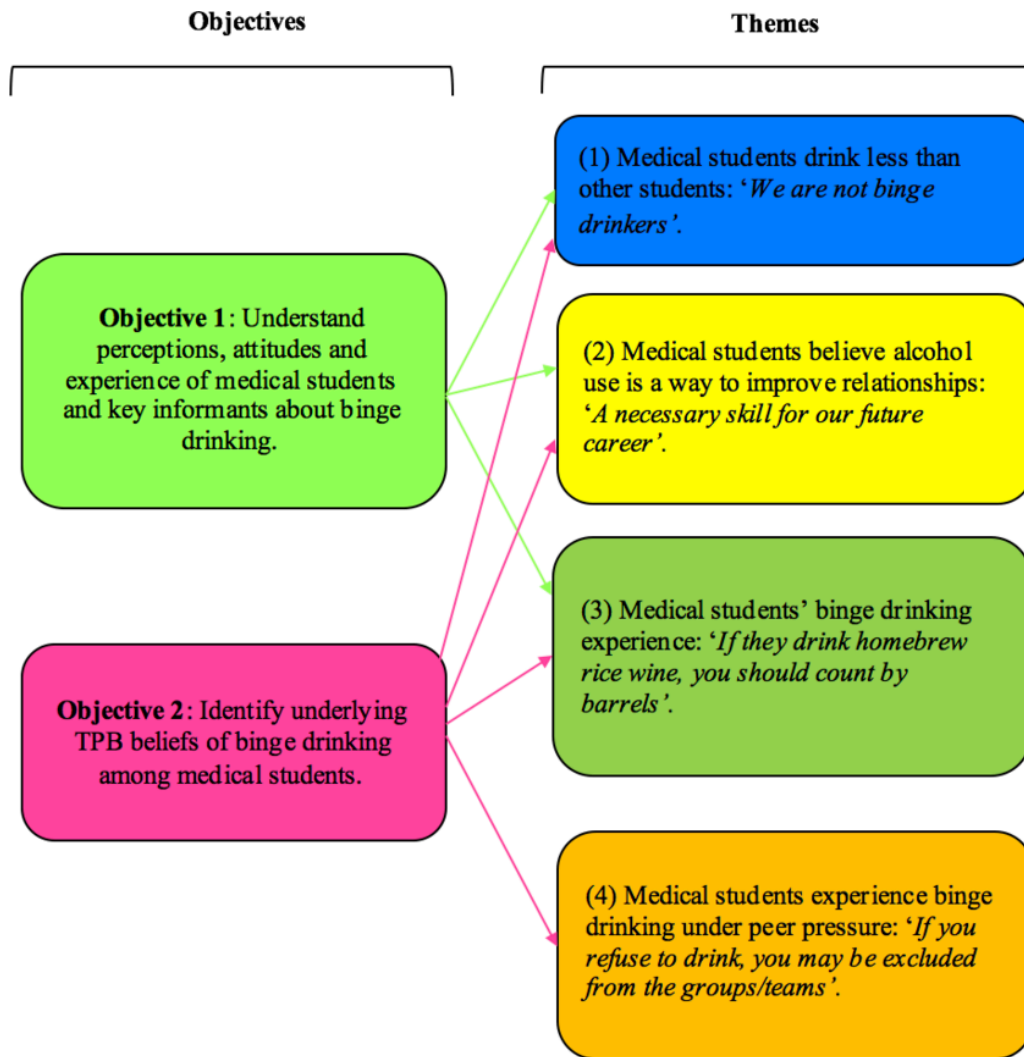 Objectives
Themes
Objective 1: Understand
perceptions, attitudes and
experience of medical students
and key informants about binge
drinking.
Objective 2: Identify underlying
TPB beliefs of binge drinking
among medical students.
(1) Medical students drink less than
other students: ‘We are not binge
drinkers’.
(2) Medical students believe alcohol
use is a way to improve relationships:
‘A necessary skill for our future
career’.
(3) Medical students’ binge drinking
experience: ‘If they drink homebrew
rice wine, you should count by
barrels’.
(4) Medical students experience binge
drinking under peer pressure: ‘If you
refuse to drink, you may be excluded
from the groups/teams’.